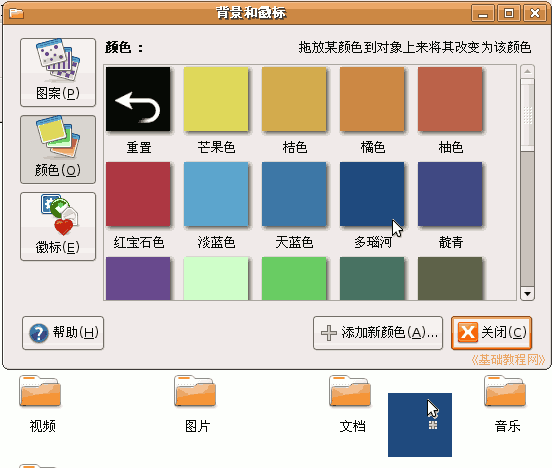 背景和徽标
颜色：
拖放某颜色到对象上来将其改变为该颜色
图案(P)
颜色(O)
徽标(E)
重置
芒果色
桔色
橘色
柚色
红宝石色
淡蓝色
天蓝色
多瑙河
靛青
帮助(H)
添加新颜色(A)...
关闭(C)
《基础教程网》
视频
图片
文档
音乐